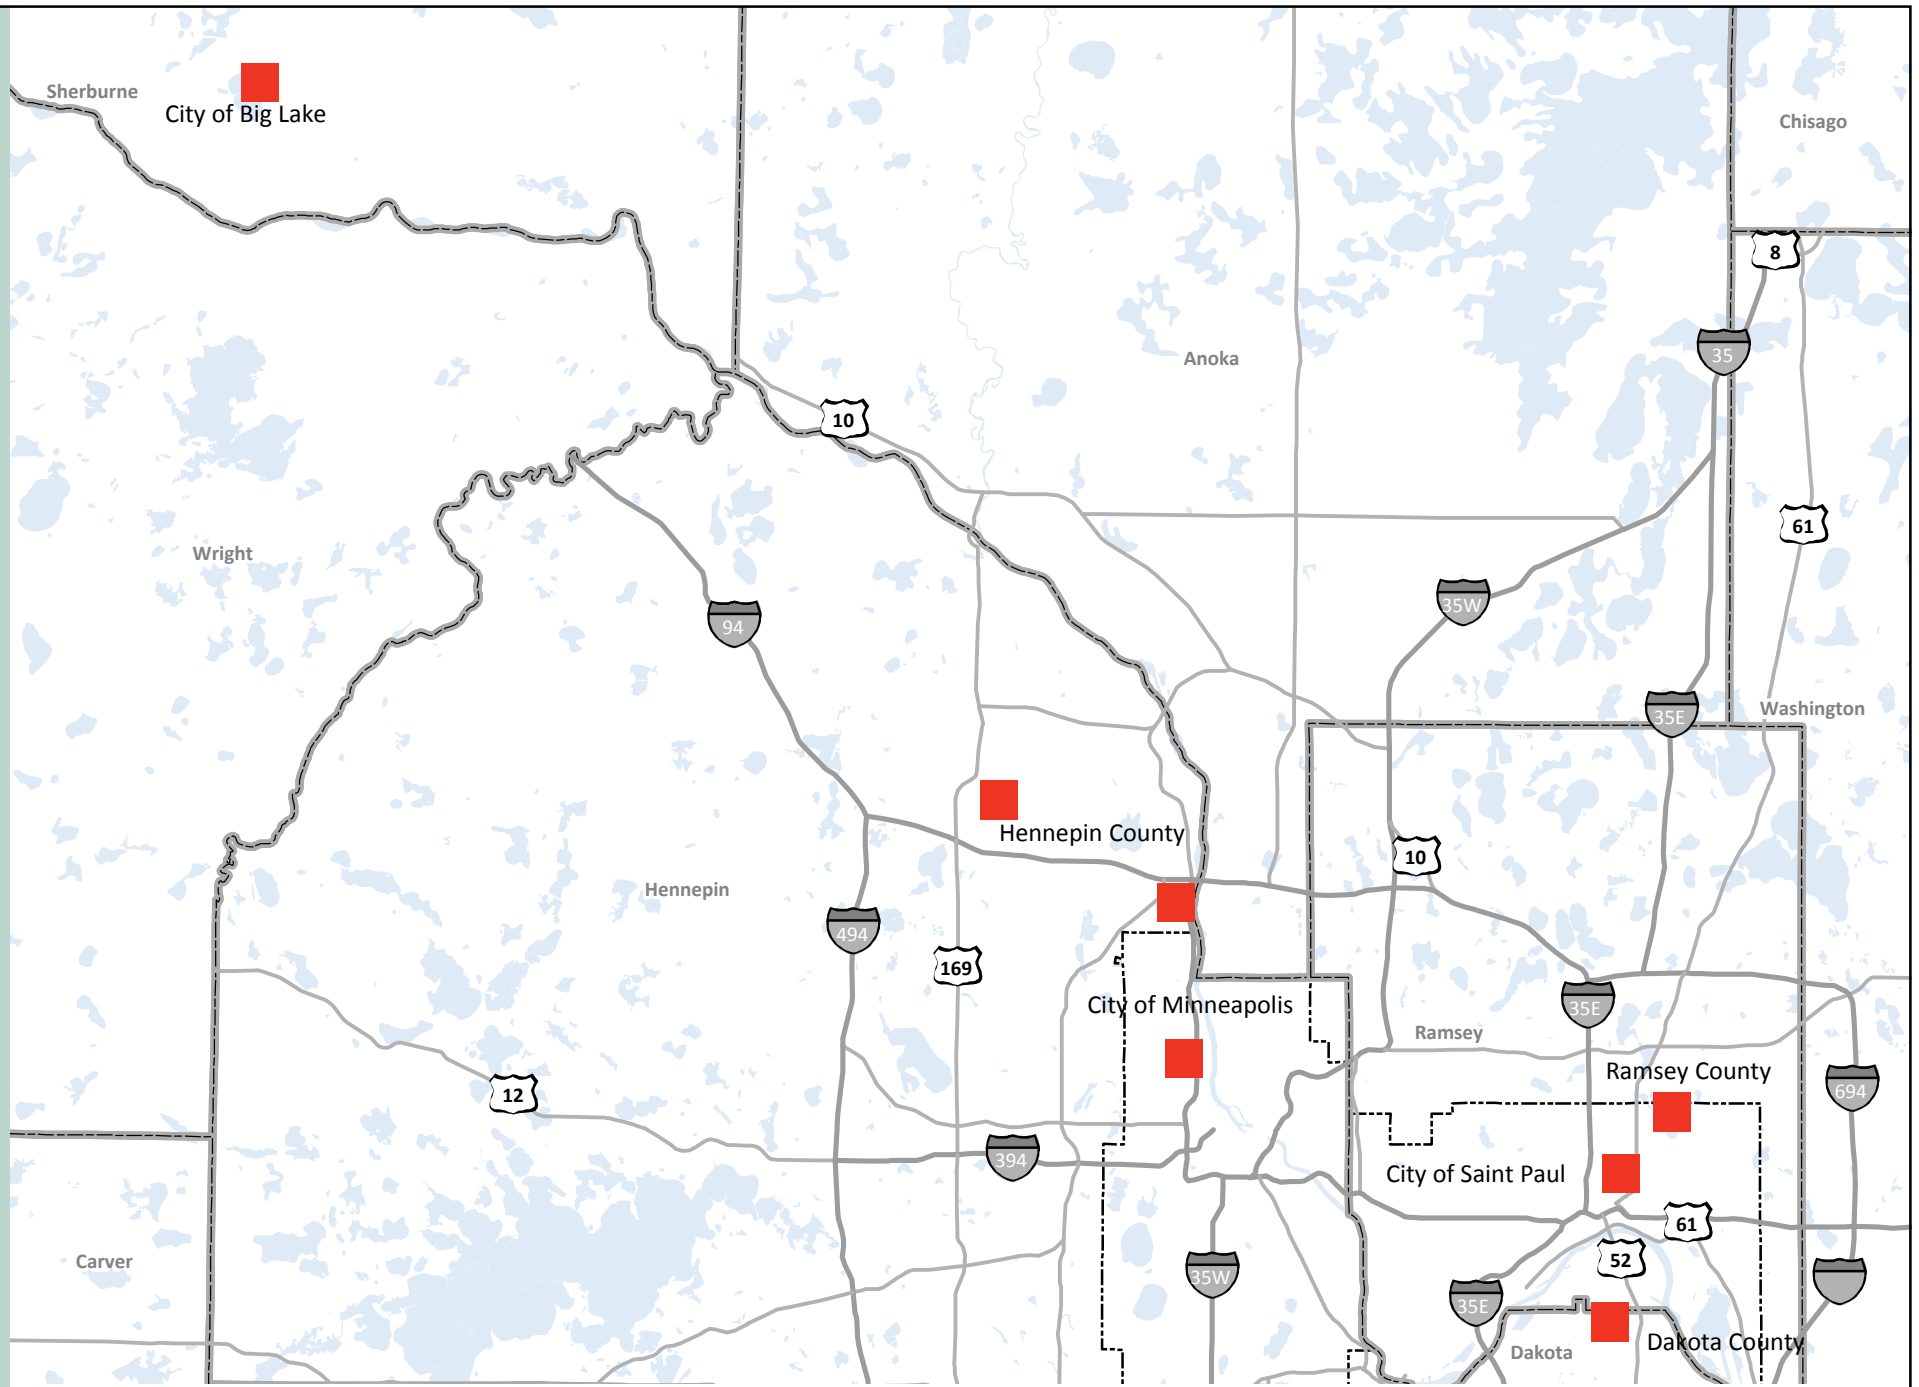 Sherburne
City of Big Lake
Chisago
8
35
Anoka
10
61
Wright
35W
94
35E
Washington
Hennepin County
10
Hennepin
494
169
City of Minneapolis
35E
Ramsey
Ramsey County
694
12
394
City of Saint Paul
61
52
Carver
35W
35E
Dakota County
Dakota